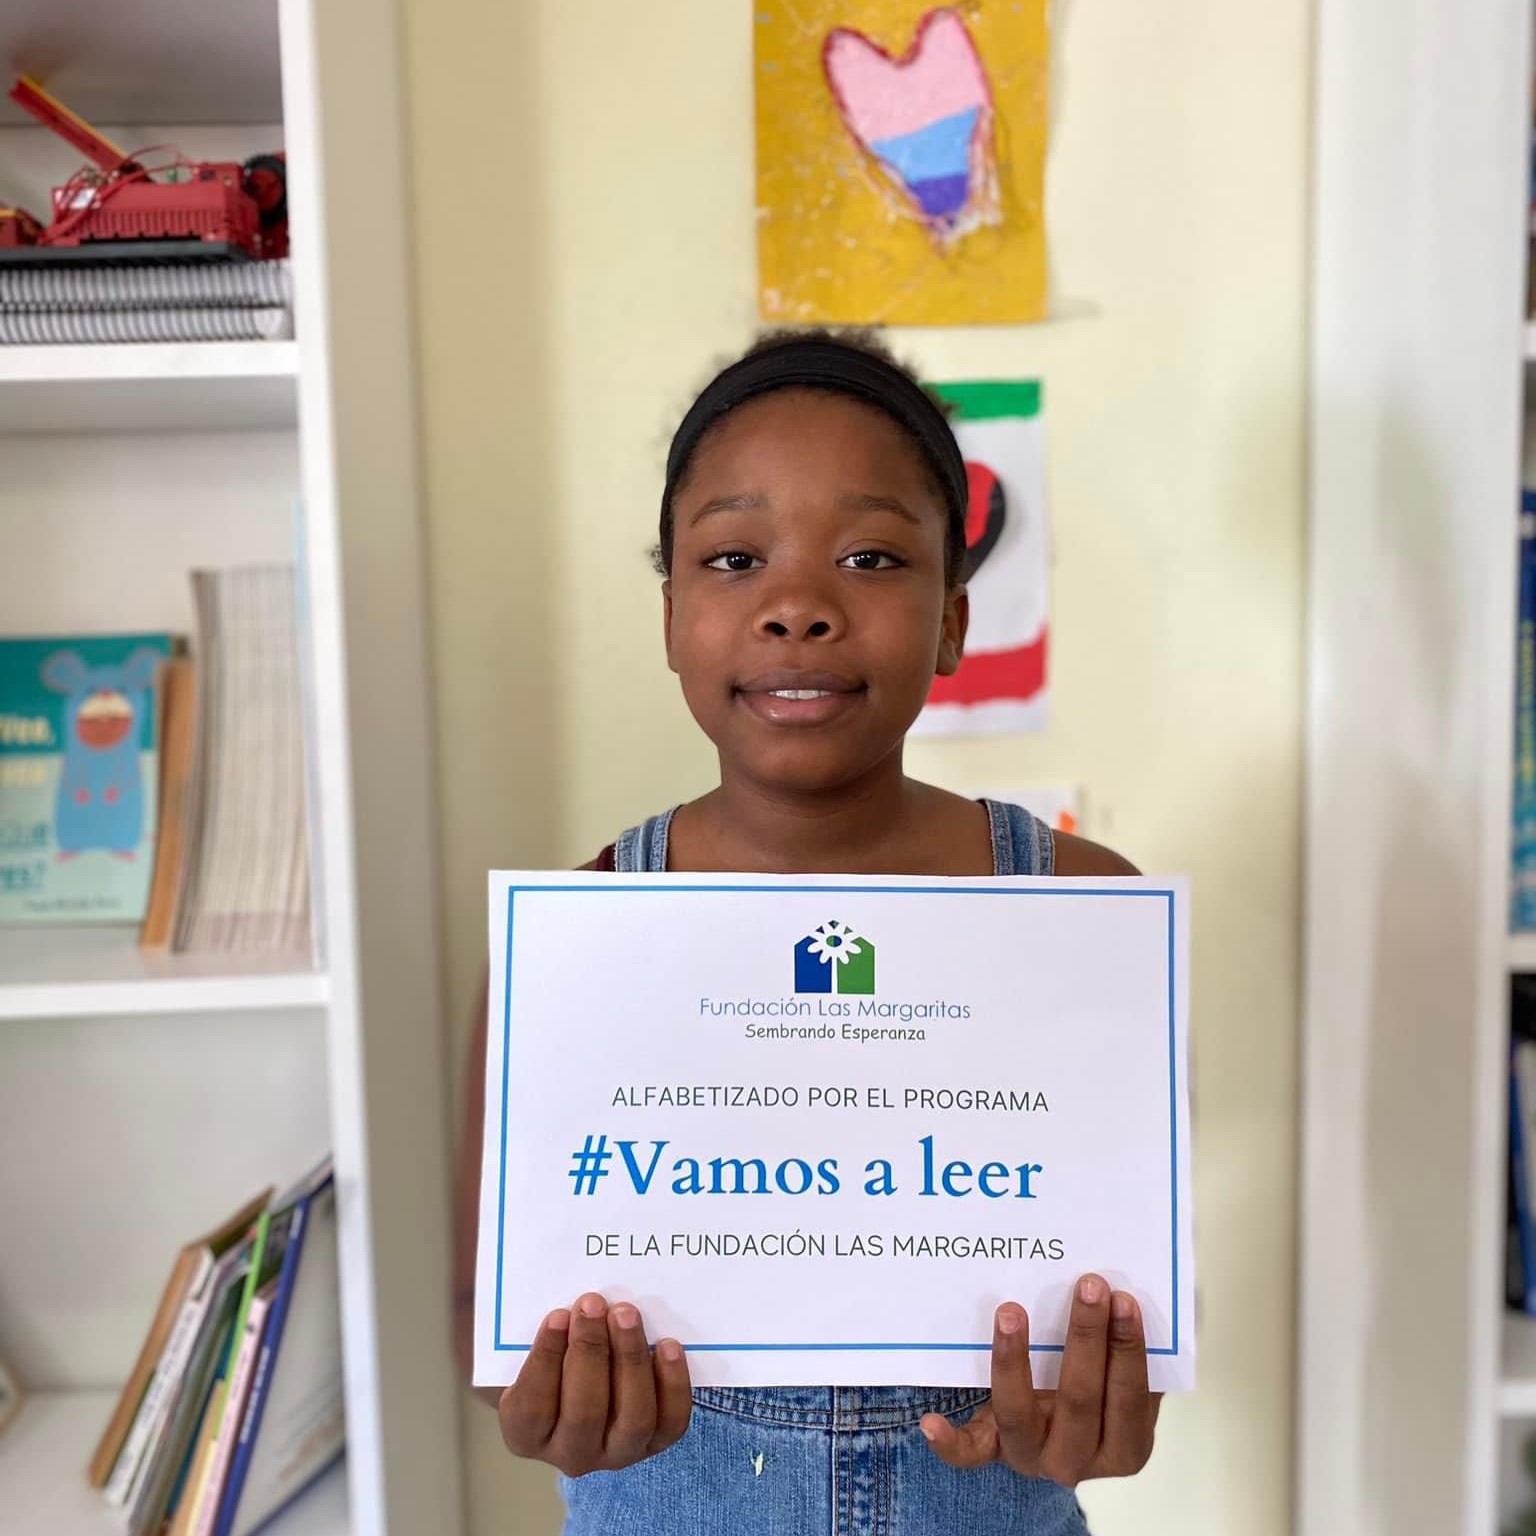 Fundación Las Margaritas
Sembrando Esperanza
ALFABETIZADO POR EL PROGRAMA
#Vamos a leer
DE LA FUNDACIÓN LAS MARGARITAS